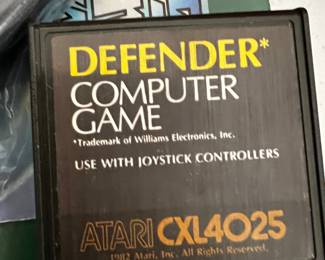 DEFENDER*
COMPUTER
GAME
*Trademark of Williams Electronics, Inc.
USE WITH JOYSTICK CONTROLLERS
ATARI CXL4025
1982 Atari, Inc. All Rights Reserved.